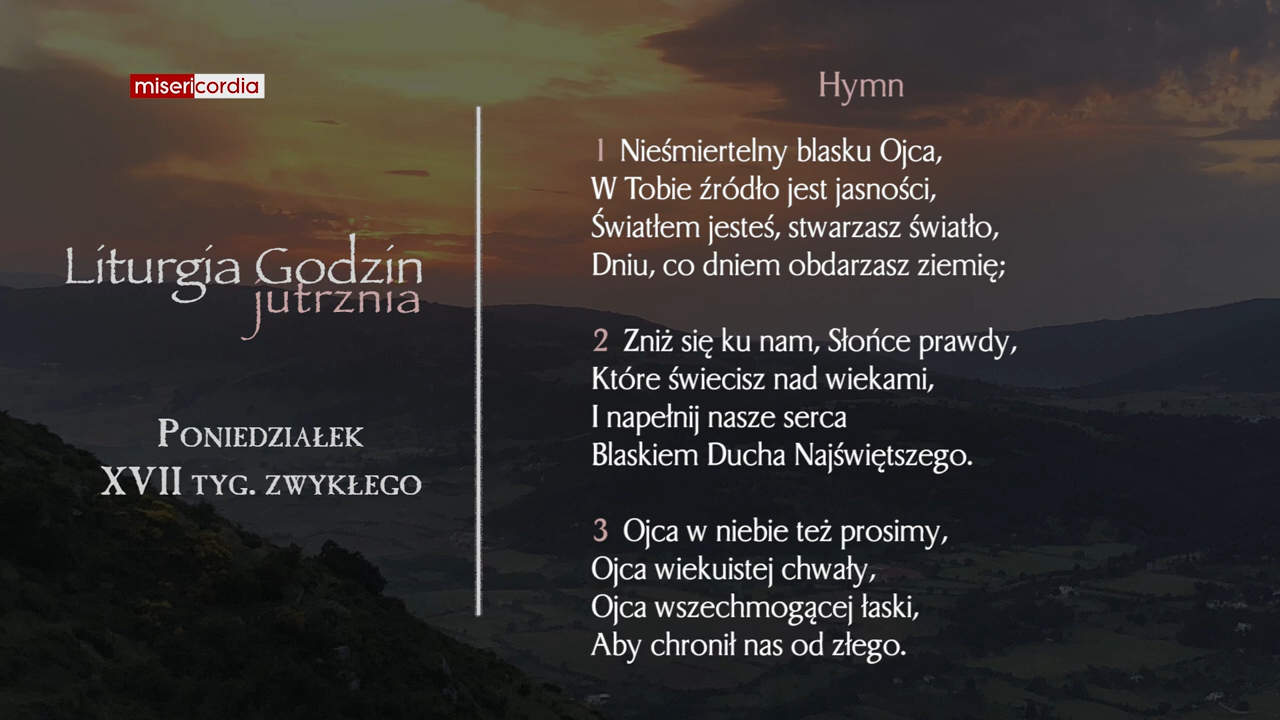 misericordia
Liturgia Godzin
jutrznia
Poniedziałek
XVII tyg. zwykłego
Hymn
1 Nieśmiertelny blasku Ojca,
W Tobie źródło jest jasności,
Światłem jesteś, stwarzasz światło,
Dniu, co dniem obdarzasz ziemię;
2 Zniż się ku nam, Słońce prawdy,
Które świecisz nad wiekami,
I napełnij nasze serca
Blaskiem Ducha Najświętszego.
3 Ojca w niebie też prosimy,
Ojca wiekuistej chwały,
Ojca wszechmogącej łaski,
Aby chronił nas od złego.